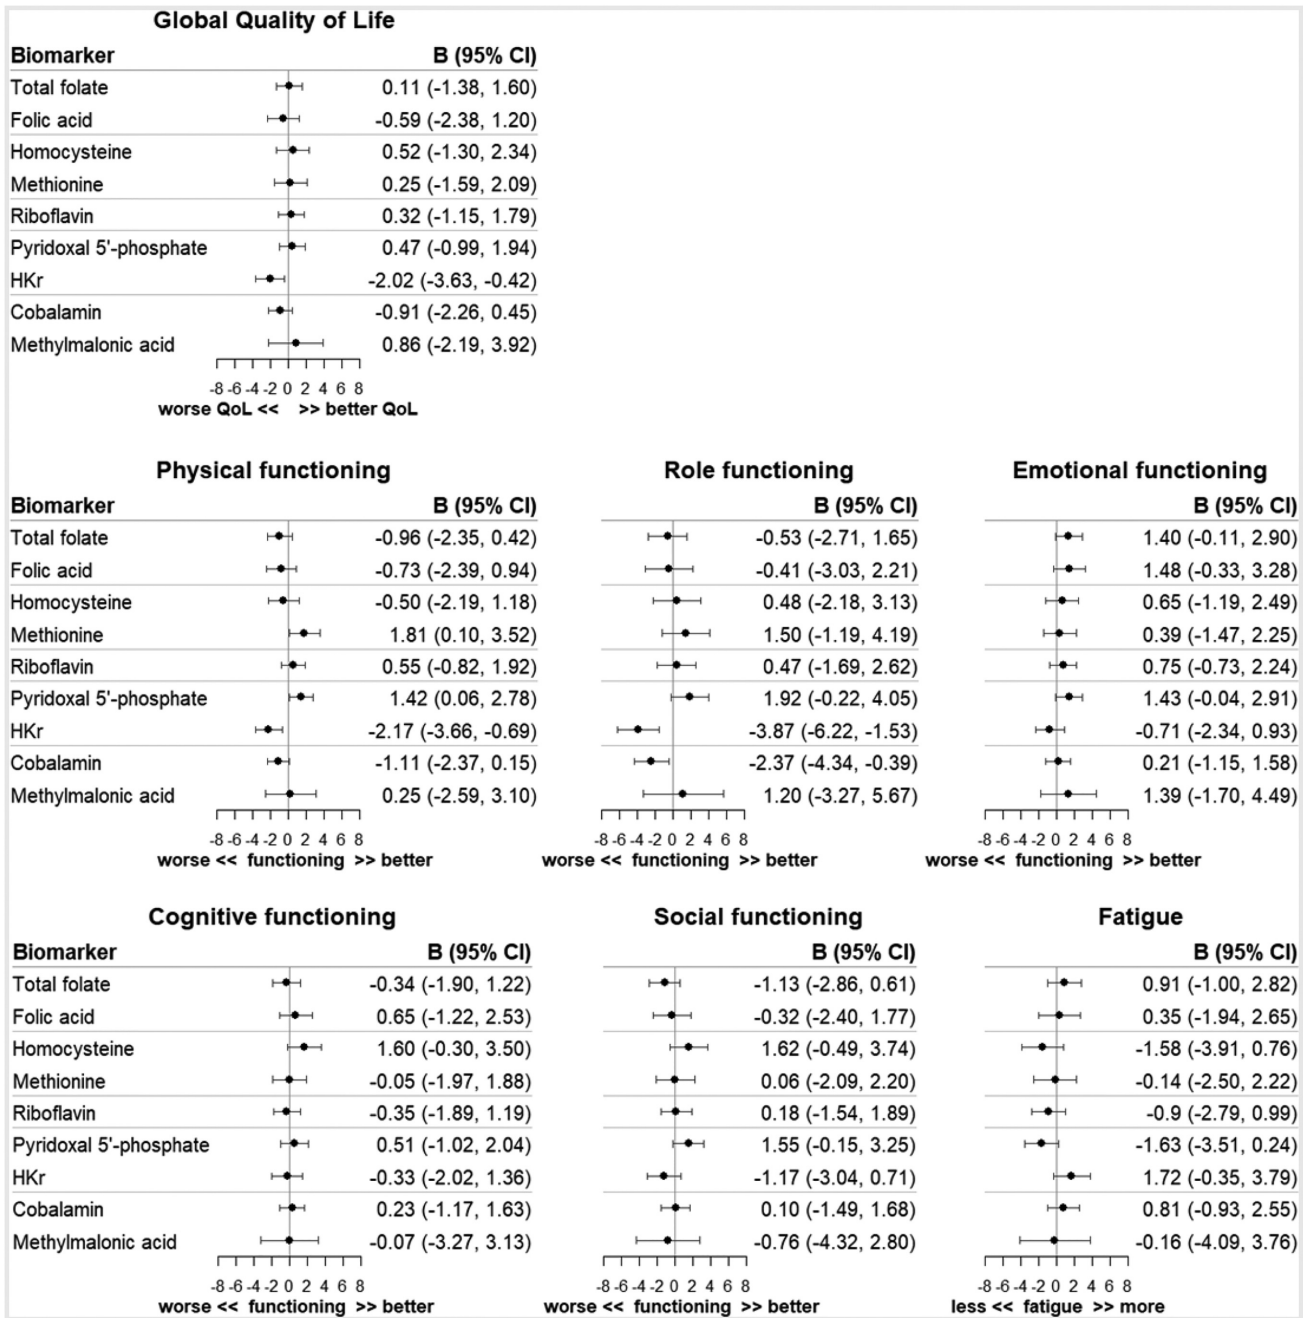 Global Quality of Life
Biomarker B (95% CI)
Total folate 0.11 (-1.38, 1.60)
Folic acid -0.59 (-2.38, 1.20)
Homocysteine 0.52 (-1.30, 2.34)
Methionine 0.25 (-1.59, 2.09)
Riboflavin 0.32 (-1.15, 1.79)
Pyridoxal 5'-phosphate 0.47 (-0.99, 1.94)
HKr -2.02 (-3.63, -0.42)
Cobalamin -0.91 (-2.26, 0.45)
Methylmalonic acid 0.86 (-2.19, 3.92)
-8 -6 -4 -2 0 2 4 6 8
worse QoL << >> better QoL
Physical functioning Role functioning Emotional functioning
Biomarker B (95% CI) B (95% CI) B (95% CI)
Total folate -0.96 (-2.35, 0.42) -0.53 (-2.71, 1.65) 1.40 (-0.11, 2.90)
Folic acid -0.73 (-2.39, 0.94) -0.41 (-3.03, 2.21) 1.48 (-0.33, 3.28)
Homocysteine -0.50 (-2.19, 1.18) 0.48 (-2.18, 3.13) 0.65 (-1.19, 2.49)
Methionine 1.81 (0.10, 3.52) 1.50 (-1.19, 4.19) 0.39 (-1.47, 2.25)
Riboflavin 0.55 (-0.82, 1.92) 0.47 (-1.69, 2.62) 0.75 (-0.73, 2.24)
Pyridoxal 5'-phosphate 1.42 (0.06, 2.78) 1.92 (-0.22, 4.05) 1.43 (-0.04, 2.91)
HKr -2.17 (-3.66, -0.69) -3.87 (-6.22, -1.53) -0.71 (-2.34, 0.93)
Cobalamin -1.11 (-2.37, 0.15) -2.37 (-4.34, -0.39) 0.21 (-1.15, 1.58)
Methylmalonic acid 0.25 (-2.59, 3.10) 1.20 (-3.27, 5.67) 1.39 (-1.70, 4.49)
-8 -6 -4 -2 0 2 4 6 8 -8 -6 -4 -2 0 2 4 6 8 -8 -6 -4 -2 0 2 4 6 8
worse << functioning >> better worse << functioning >> better worse << functioning >> better
Cognitive functioning Social functioning Fatigue
Biomarker B (95% CI) B (95% CI) B (95% CI)
Total folate -0.34 (-1.90, 1.22) -1.13 (-2.86, 0.61) 0.91 (-1.00, 2.82)
Folic acid 0.65 (-1.22, 2.53) -0.32 (-2.40, 1.77) 0.35 (-1.94, 2.65)
Homocysteine 1.60 (-0.30, 3.50) 1.62 (-0.49, 3.74) -1.58 (-3.91, 0.76)
Methionine -0.05 (-1.97, 1.88) 0.06 (-2.09, 2.20) -0.14 (-2.50, 2.22)
Riboflavin -0.35 (-1.89, 1.19) 0.18 (-1.54, 1.89) -0.9 (-2.79, 0.99)
Pyridoxal 5'-phosphate 0.51 (-1.02, 2.04) 1.55 (-0.15, 3.25) -1.63 (-3.51, 0.24)
HKr -0.33 (-2.02, 1.36) -1.17 (-3.04, 0.71) 1.72 (-0.35, 3.79)
Cobalamin 0.23 (-1.17, 1.63) 0.10 (-1.49, 1.68) 0.81 (-0.93, 2.55)
Methylmalonic acid -0.07 (-3.27, 3.13) -0.76 (-4.32, 2.80) -0.16 (-4.09, 3.76)
-8 -6 -4 -2 0 2 4 6 8 -8 -6 -4 -2 0 2 4 6 8 -8 -6 -4 -2 0 2 4 6 8
worse << functioning >> better worse << functioning >> better less << fatigue >> more